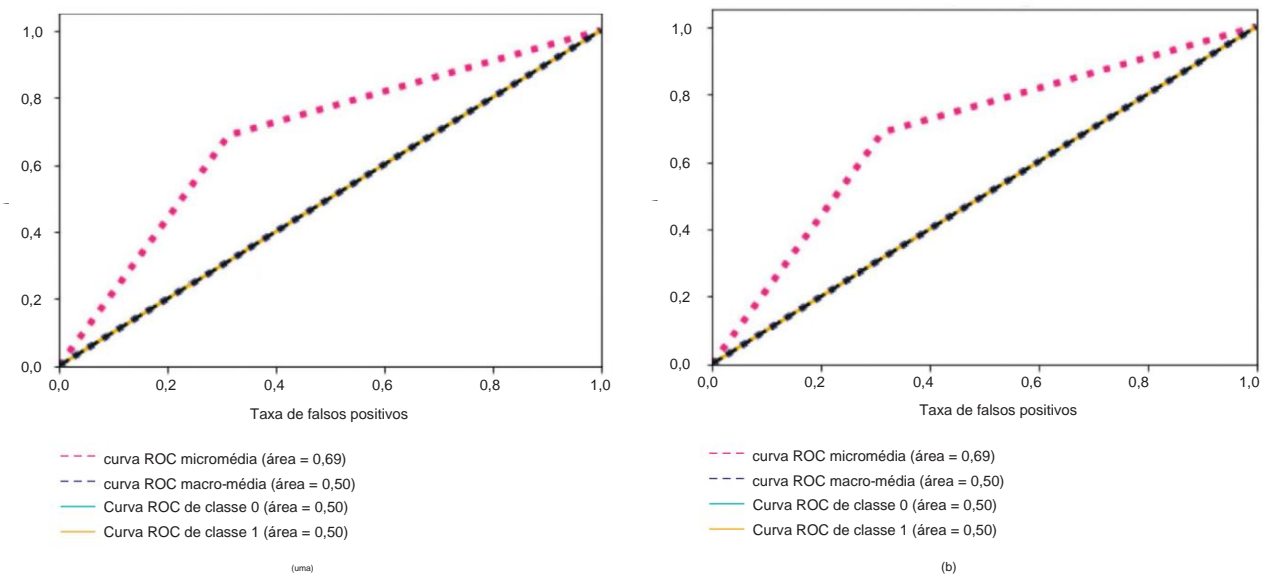 1,0
0,8
0,6
0,4
0,2
0,0
0,0 0,2 0,4 0,6 0,8 1,0
Taxa de falsos positivos
curva ROC micromédia (área = 0,69)
curva ROC macro-média (área = 0,50)
Curva ROC de classe 0 (área = 0,50)
Curva ROC de classe 1 (área = 0,50)
(uma)
1,0
0,8
0,6
0,4
0,2
0,0
0,0 0,2 0,4 0,6 0,8 1,0
Taxa de falsos positivos
curva ROC micromédia (área = 0,69)
curva ROC macro-média (área = 0,50)
Curva ROC de classe 0 (área = 0,50)
Curva ROC de classe 1 (área = 0,50)
(b)